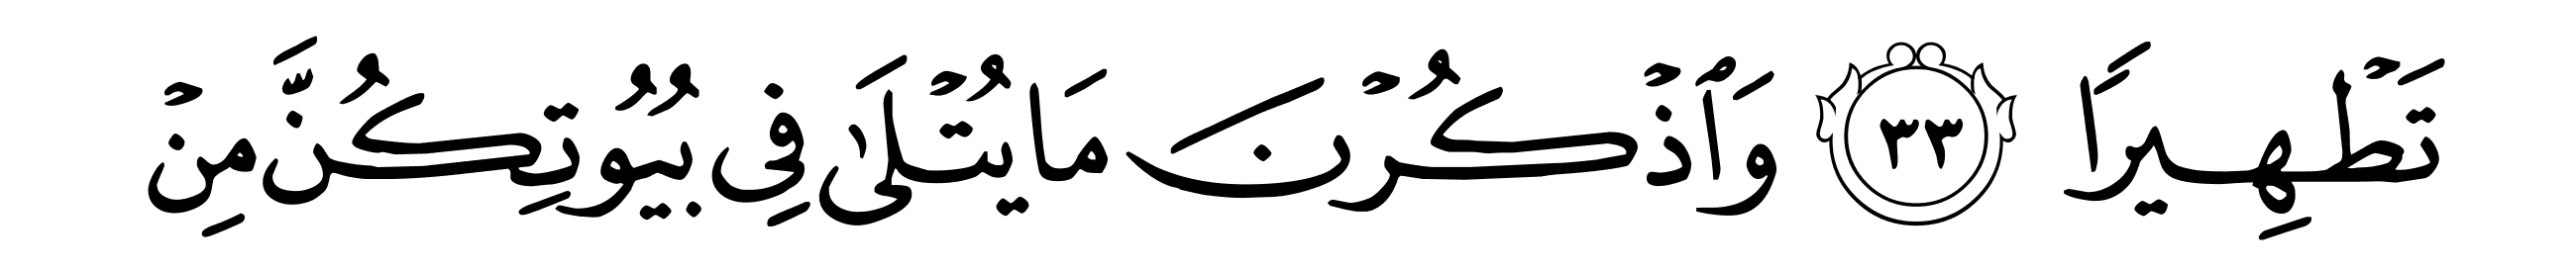 تَطْهِيرًا ٣٣ وَٱذْكُرْنَ مَا يُتْلَىٰ فِى بُيُوتِكُنَّ مِنْ